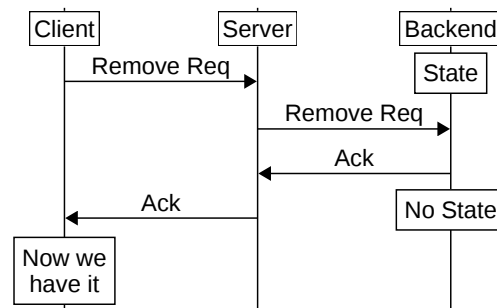 Client
Server
Backend
State
Remove Req
Remove Req
Ack
Ack
No State
Now we
have it